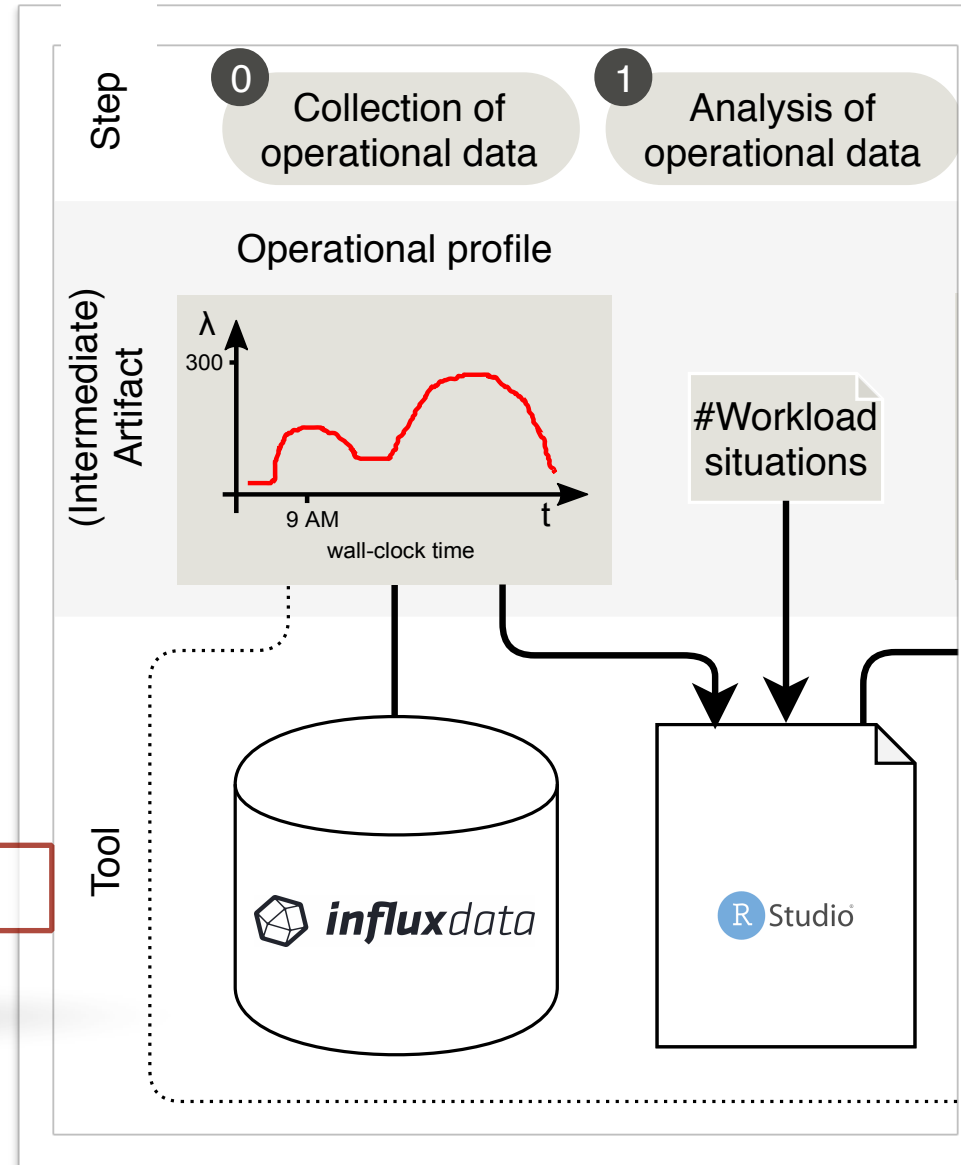 Step
0
Collection of
operational data
1
Analysis of
operational data
(Intermediate)
Artifact
Operational profile
λ
300
9 AM
t
wall-clock time
#Workload
situations
Tool
influxdata
R Studio